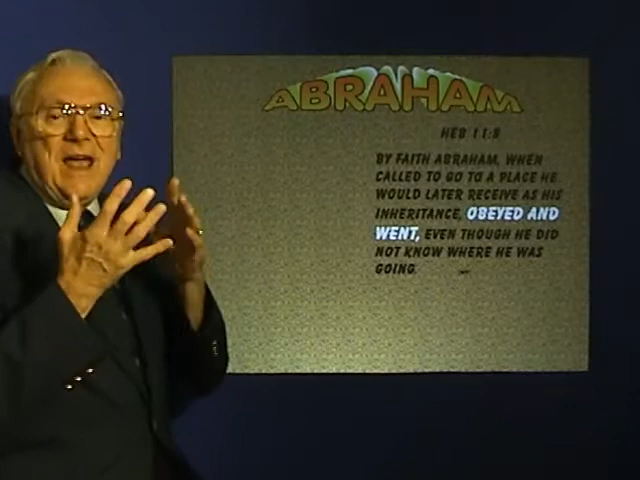 ABRAHAM
HEB 11:8
BY FAITH ABRAHAM, WHEN
CALLED TO GO TO A PLACE HE
WOULD LATER RECEIVE AS HIS
INHERITANCE, OBEYED AND
WENT, EVEN THOUGH HE DID
NOT KNOW WHERE HE WAS
GOING.